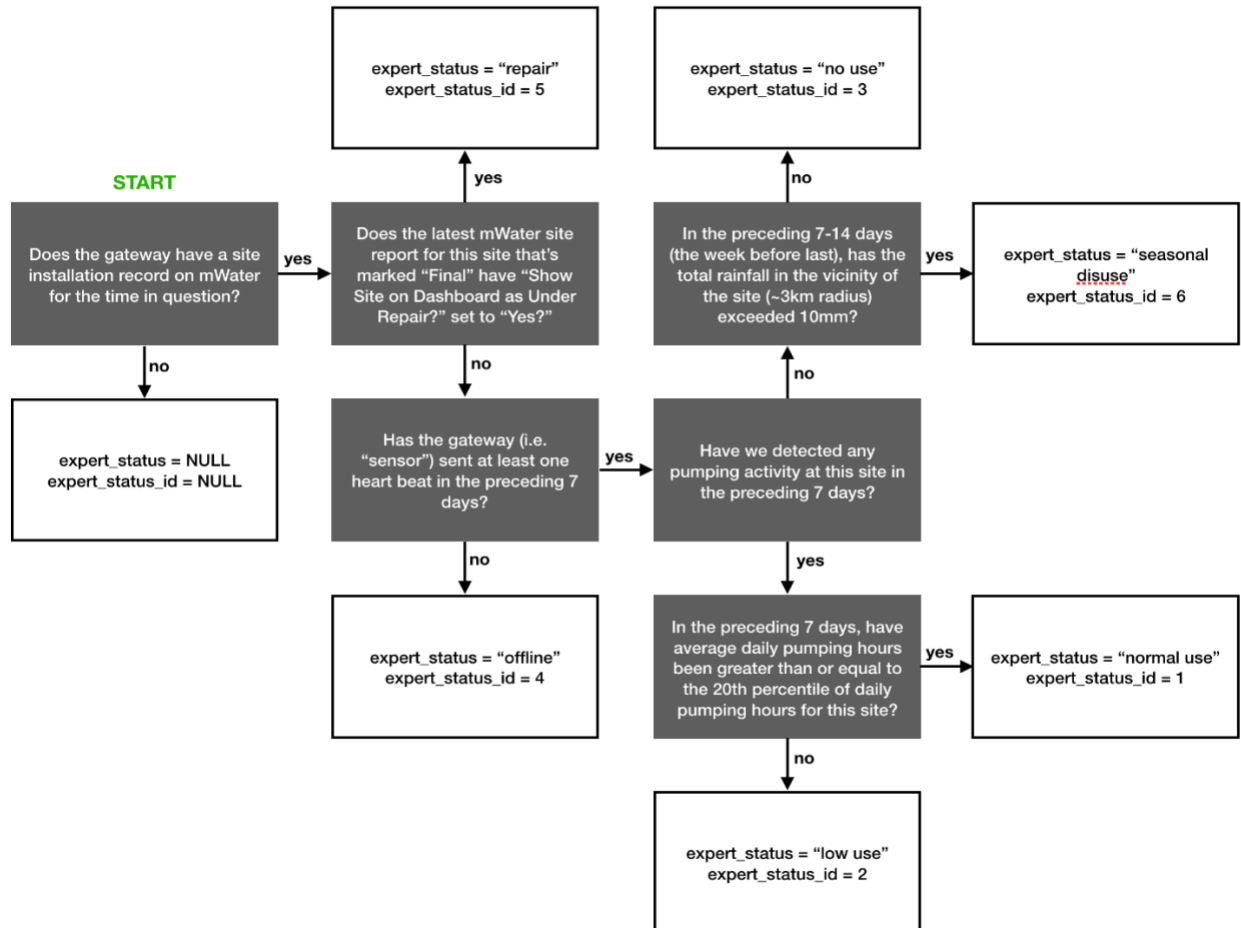 expert_status = “repair”
expert_status_id = 5
expert_status = “no use”
expert_status_id = 3
yes
no
START
Does the gateway have a site
installation record on mWater
for the time in question?
yes
Does the latest mWater site
report for this site that’s
marked “Final” have “Show
Site on Dashboard as Under
Repair?” set to “Yes?”
In the preceding 7-14 days
(the week before last), has the
total rainfall in the vicinity of
the site (~3km radius)
exceeded 10mm?
yes
expert_status = “seasonal
disuse”
expert_status_id = 6
no
no
no
expert_status = NULL
expert_status_id = NULL
Has the gateway (i.e.
“sensor”) sent at least one
heart beat in the preceding 7
days?
yes
Have we detected any
pumping activity at this site in
the preceding 7 days?
no
yes
expert_status = “offline”
expert_status_id = 4
In the preceding 7 days, have
average daily pumping hours
been greater than or equal to
the 20th percentile of daily
pumping hours for this site?
yes
expert_status = “normal use”
expert_status_id = 1
no
expert_status = “low use”
expert_status_id = 2